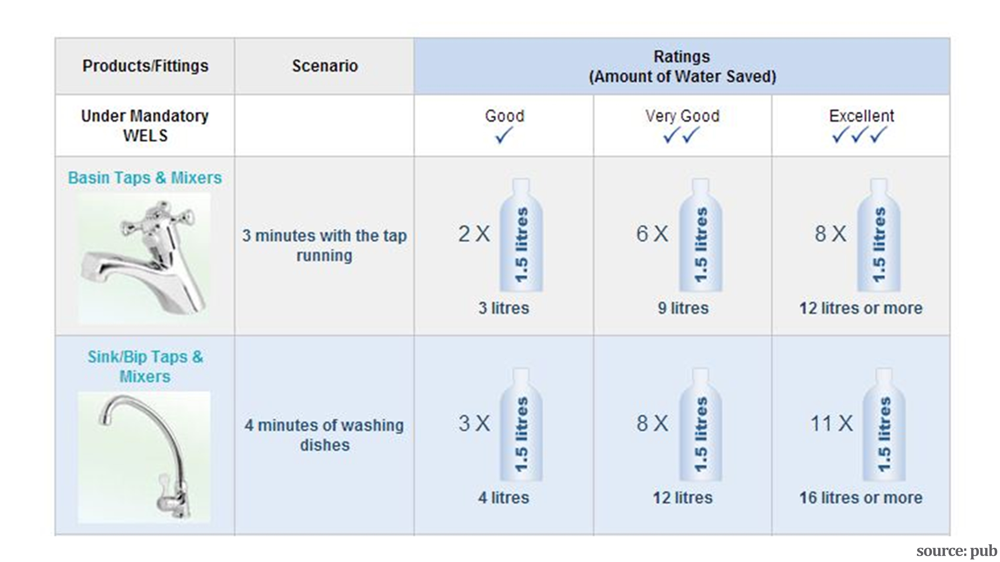 Products/Fittings
Scenario
Ratings
(Amount of Water Saved)
Under Mandatory
WELS
Good
Very Good
Excellent
Basin Taps & Mixers
3 minutes with the tap
running
2 X
1.5 litres
3 litres
6 X
1.5 litres
9 litres
8 X
1.5 litres
12 litres or more
Sink/Bip Taps &
Mixers
4 minutes of washing
dishes
3 X
1.5 litres
4 litres
8 X
1.5 litres
12 litres
11 X
1.5 litres
16 litres or more
source: pub